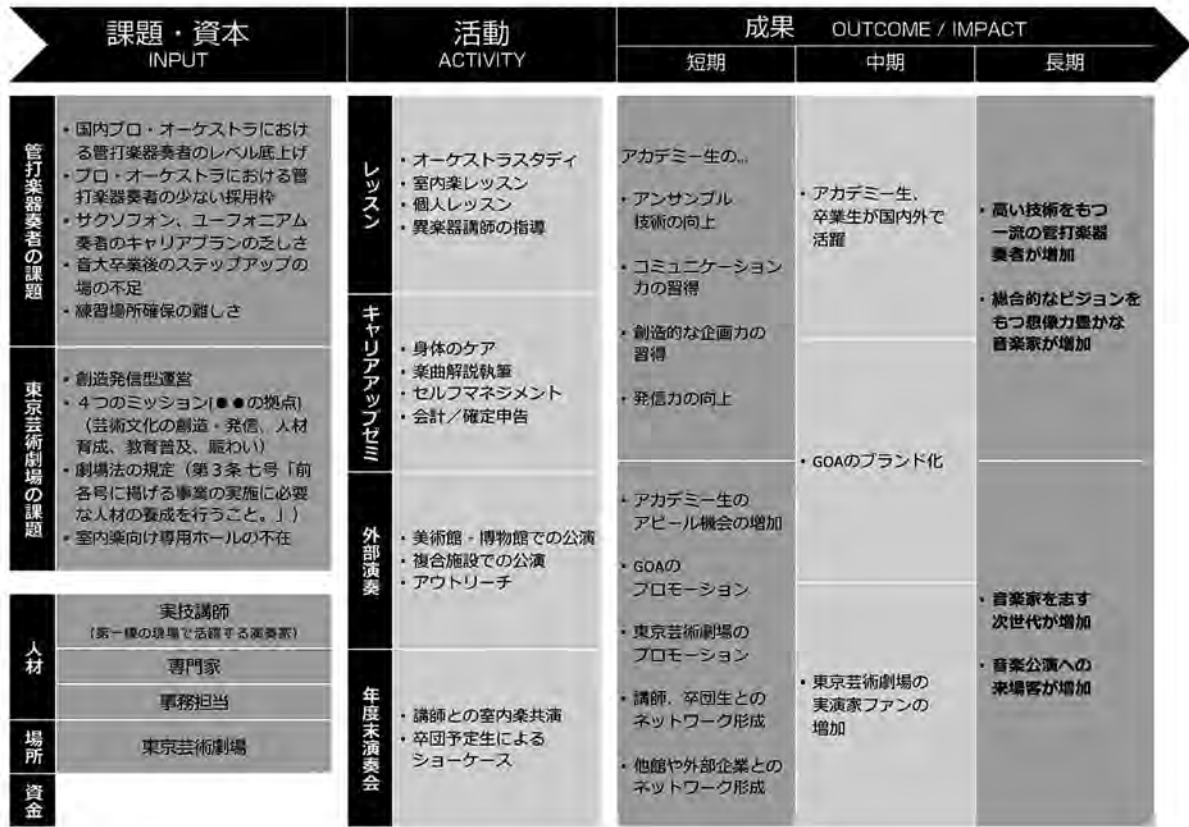 課題・資本
INPUT
活動
ACTIVITY
成果 OUTCOME / IMPACT
短期
中期
長期
管打楽器奏者の課題
・国内プロ・オーケストラにおけ
る管打楽器奏者のレベル底上げ
・プロ・オーケストラにおける管
打楽器奏者の少ない採用枠
・サクソフォン、ユーフォニアム
奏者のキャリアプランの乏しさ
・音大卒業後のステップアップの
場の不足
・練習場所確保の難しさ
東京芸術劇場の課題
・創造発信型運営
・4つのミッション(●●の拠点)
(芸術文化の創造・発信、人材
育成、教育普及、賑わい)
・劇場法の規定(第3条七号「前
各号に掲げる事業の実施に必要
な人材の養成を行うこと。」)
・室内楽向け専用ホールの不在
人材
実技講師
(第一線の現場で活躍する演奏家)
専門家
事務担当
場所
東京芸術劇場
資金
レッスン
・オーケストラスタディ
・室内楽レッスン
・個人レッスン
・異楽器講師の指導
キャリアアップゼミ
・身体のケア
・楽曲解説執筆
・セルフマネジメント
・会計/確定申告
外部演奏
・美術館・博物館での公演
・複合施設での公演
・アウトリーチ
年度末演奏会
・講師との室内楽共演
・卒団予定生による
ショーケース
アカデミー生の…
・アンサンブル
技術の向上
・コミュニケーション
力の習得
・創造的な企画力の
習得
・発信力の向上
・アカデミー生の
アピール機会の増加
・GOAの
プロモーション
・東京芸術劇場の
プロモーション
・講師、卒団生との
ネットワーク形成
・他館や外部企業との
ネットワーク形成
・アカデミー生、
卒業生が国内外で
活躍
・GOAのブランド化
・東京芸術劇場の
実演家ファンの
増加
・高い技術をもつ
一流の管打楽器
奏者が増加
・総合的なビジョンを
もつ想像力豊かな
音楽家が増加
・音楽家を志す
次世代が増加
・音楽公演への
来場客が増加